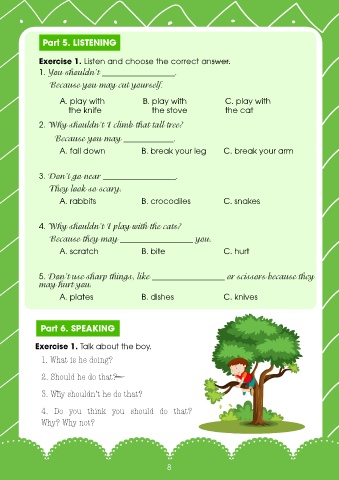 Part 5. LISTENING
Exercise 1. Listen and choose the correct answer.
1. You shouldn't ________________.
Because you may cut yourself.
A. play with the knife B. play with the stove C. play with the cat
2. Why shouldn't I climb that tall tree?
Because you may ___________.
A. fall down B. break your leg C. break your arm
3. Don't go near ________________.
They look so scary.
A. rabbits B. crocodiles C. snakes
4. Why shouldn't I play with the cats?
Because they may ________________ you.
A. scratch B. bite C. hurt
5. Don't use sharp things, like ________________ or scissors because they
may hurt you.
A. plates B. dishes C. knives
Part 6. SPEAKING
Exercise 1. Talk about the boy.
1. What is he doing?
2. Should he do that?
3. Why shouldn't he do that?
4. Do you think you should do that?
Why? Why not?
8